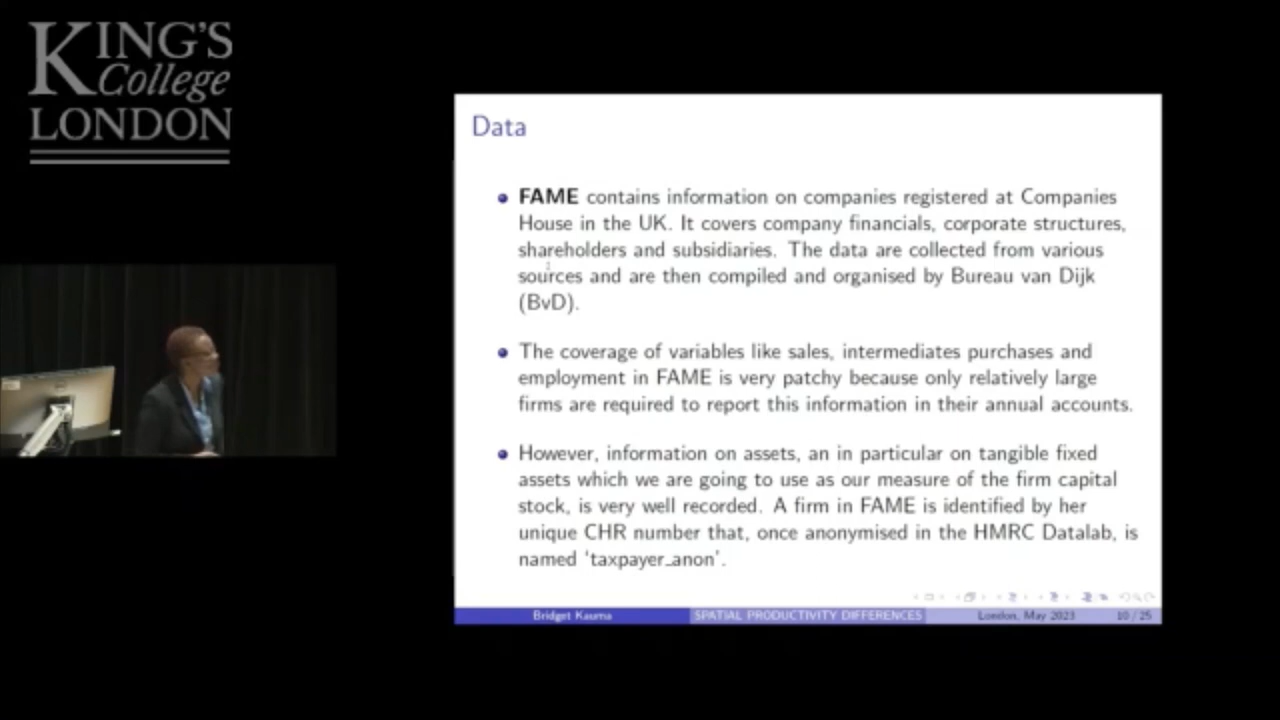 KING'S
College
LONDON
Data
FAME contains information on companies registered at Companies
House in the UK. It covers company financials, corporate structures,
shareholders and subsidiaries. The data are collected from various
sources and are then compiled and organised by Bureau van Dijk
(BvD).
The coverage of variables like sales, intermediates purchases and
employment in FAME is very patchy because only relatively large
firms are required to report this information in their annual accounts.
However, information on assets, an in particular on tangible fixed
assets which we are going to use as our measure of the firm capital
stock, is very well recorded. A firm in FAME is identified by her
unique CHR number that, once anonymised in the HMRC Datalab, is
named 'taxpayer_anon'.
Bridget Kauma SPATIAL PRODUCTIVITY DIFFERENCES London, May 2023 10 / 25